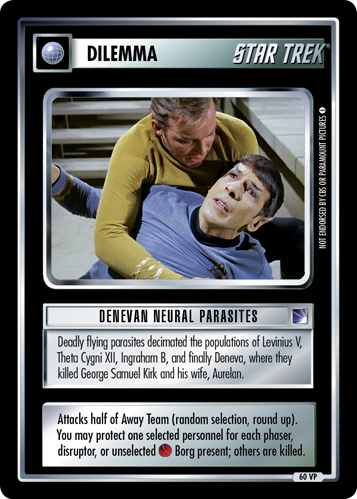 DILEMMA
STAR TREK®
NOT ENDORSED BY CBS OR PARAMOUNT PICTURES
DENEVAN NEURAL PARASITES
Deadly flying parasites decimated the populations of Levinius V,
Theta Cygni XII, Ingraham B, and finally Deneva, where they
killed George Samuel Kirk and his wife, Aurelan.
Attacks half of Away Team (random selection, round up).
You may protect one selected personnel for each phaser,
disruptor, or unselected Borg present; others are killed.
60 VP